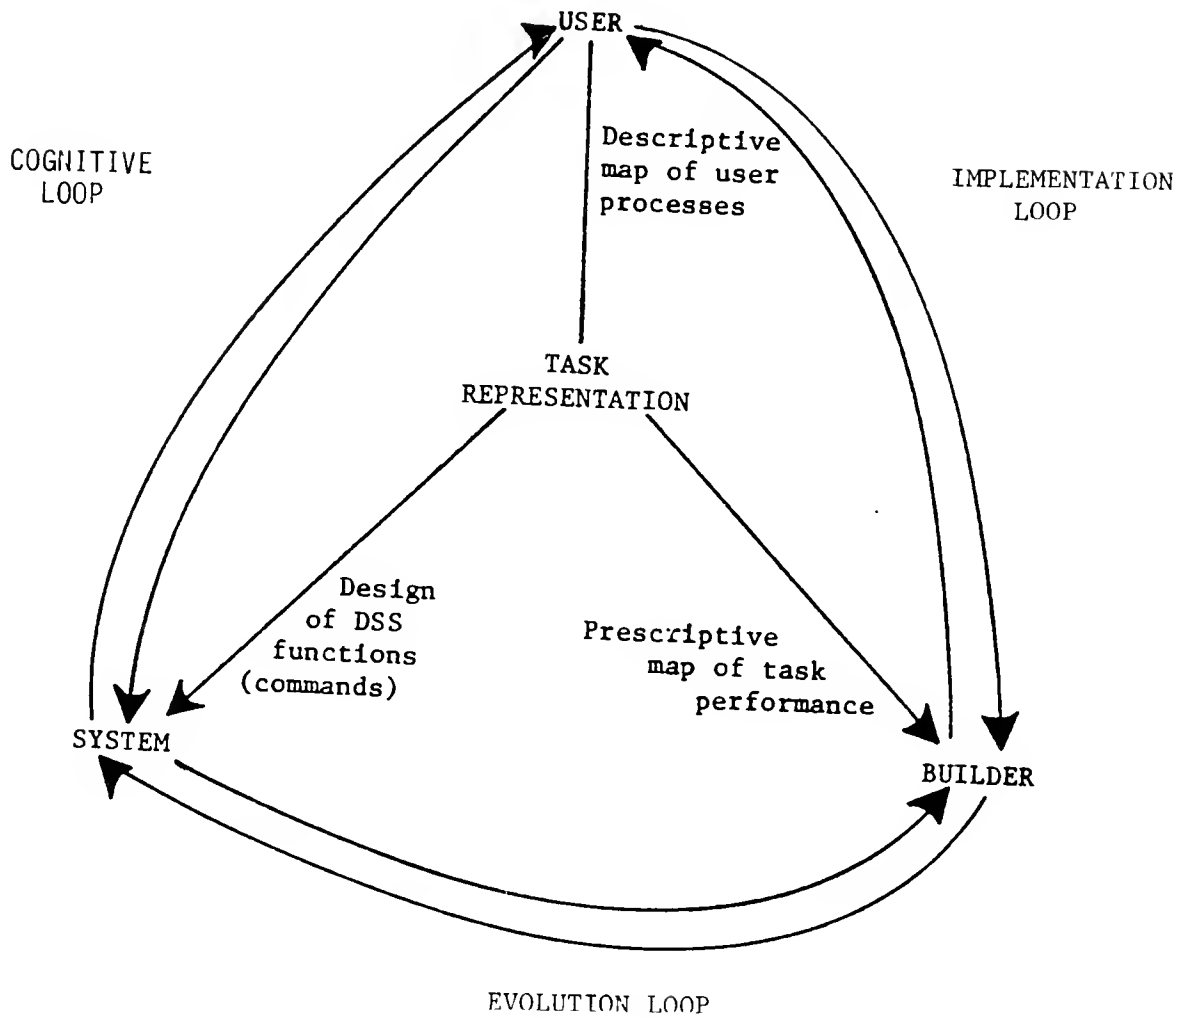 USER
COGNITIVE
LOOP
Descriptive
map of user
processes
IMPLEMENTATION
LOOP
TASK
REPRESENTATION
Design
of DSS
functions
(commands)
Prescriptive
map of task
performance
SYSTEM
BUILDER
EVOLUTION LOOP